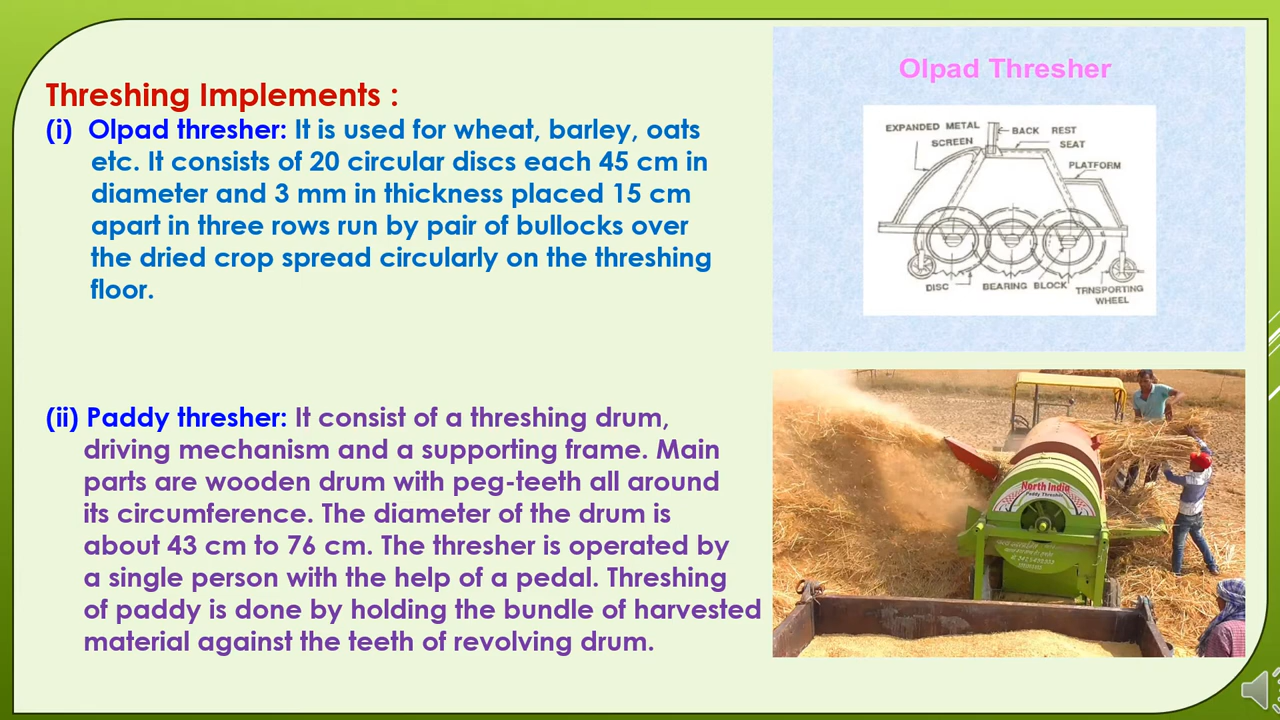 Threshing Implements :
(i) Olpad thresher: It is used for wheat, barley, oats
etc. It consists of 20 circular discs each 45 cm in
diameter and 3 mm in thickness placed 15 cm
apart in three rows run by pair of bullocks over
the dried crop spread circularly on the threshing
floor.
(ii) Paddy thresher: It consist of a threshing drum,
driving mechanism and a supporting frame. Main
parts are wooden drum with peg-teeth all around
its circumference. The diameter of the drum is
about 43 cm to 76 cm. The thresher is operated by
a single person with the help of a pedal. Threshing
of paddy is done by holding the bundle of harvested
material against the teeth of revolving drum.
Olpad Thresher
EXPANDED METAL
SCREEN
BACK REST
SEAT
PLATFORM
DISC
BEARING BLOCK
TRNSPORTING
WHEEL
North India
Paddy Thresher